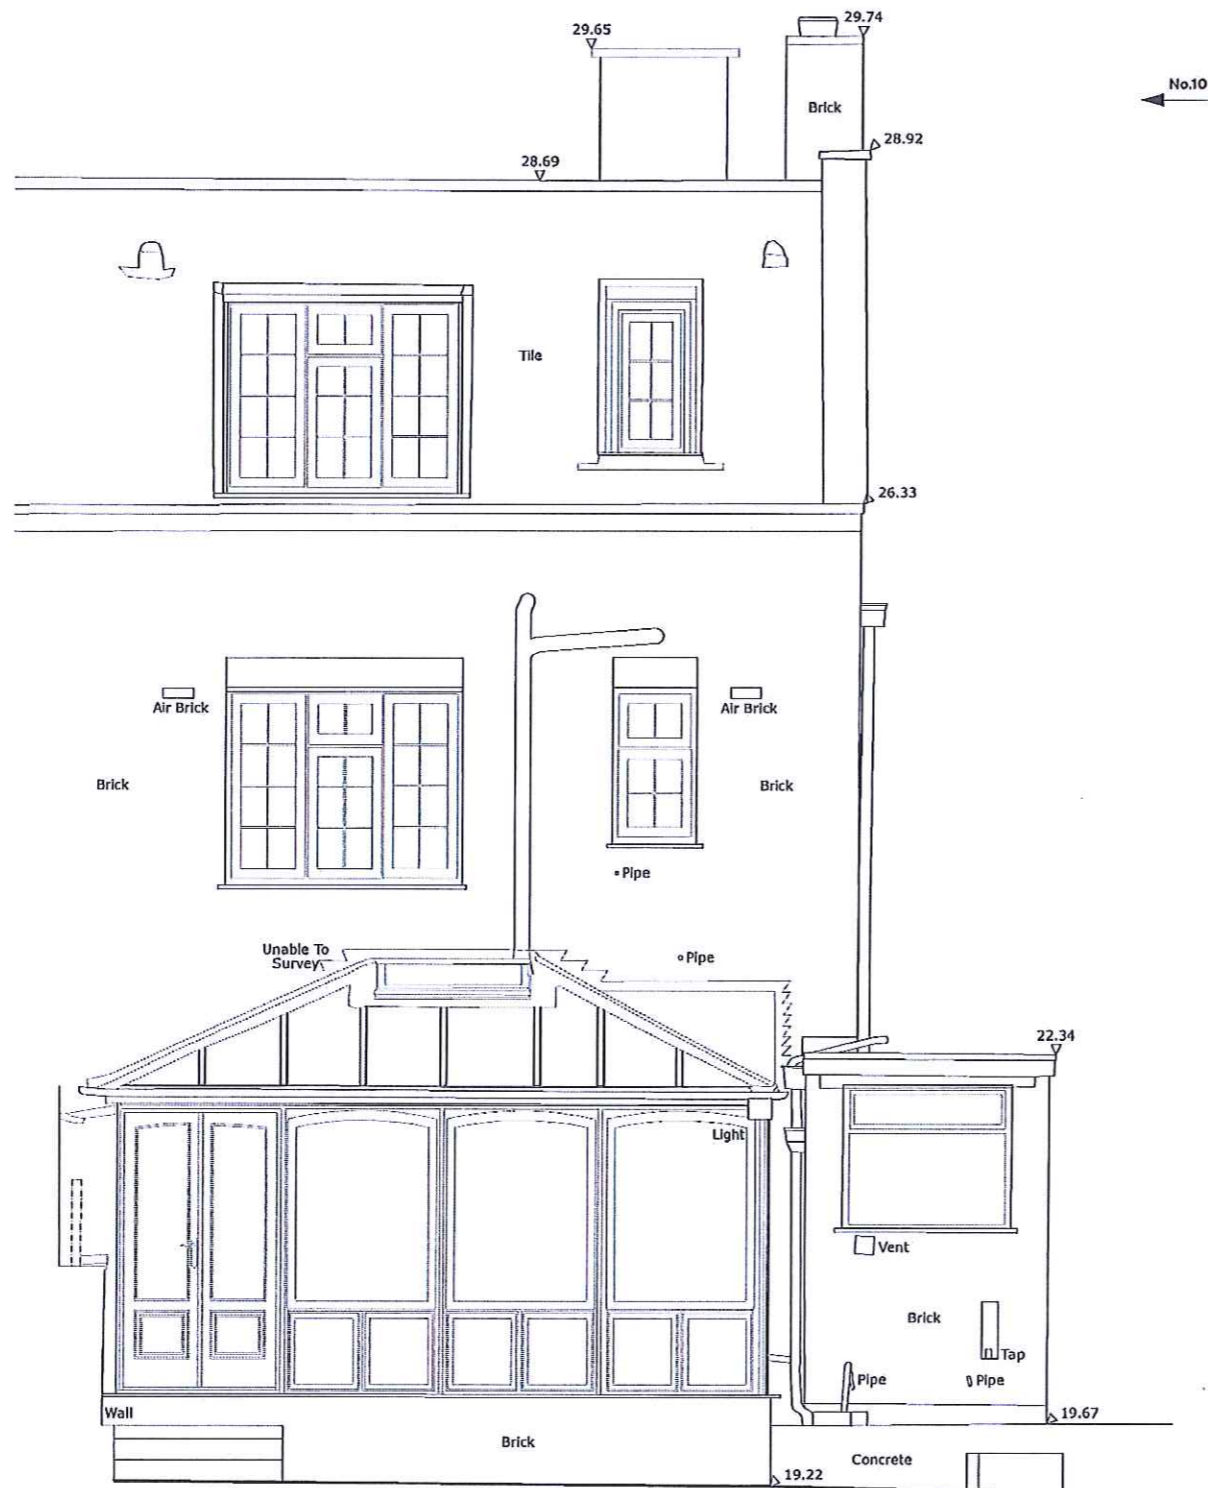 29.65
29.74
No.10
Brick
28.92
28.69
Tile
26.33
Air Brick
Air Brick
Brick
Brick
Pipe
Unable To
Survey
Pipe
22.34
Light
Vent
Brick
Tap
Pipe
Pipe
Wall
19.67
Brick
Concrete
19.22